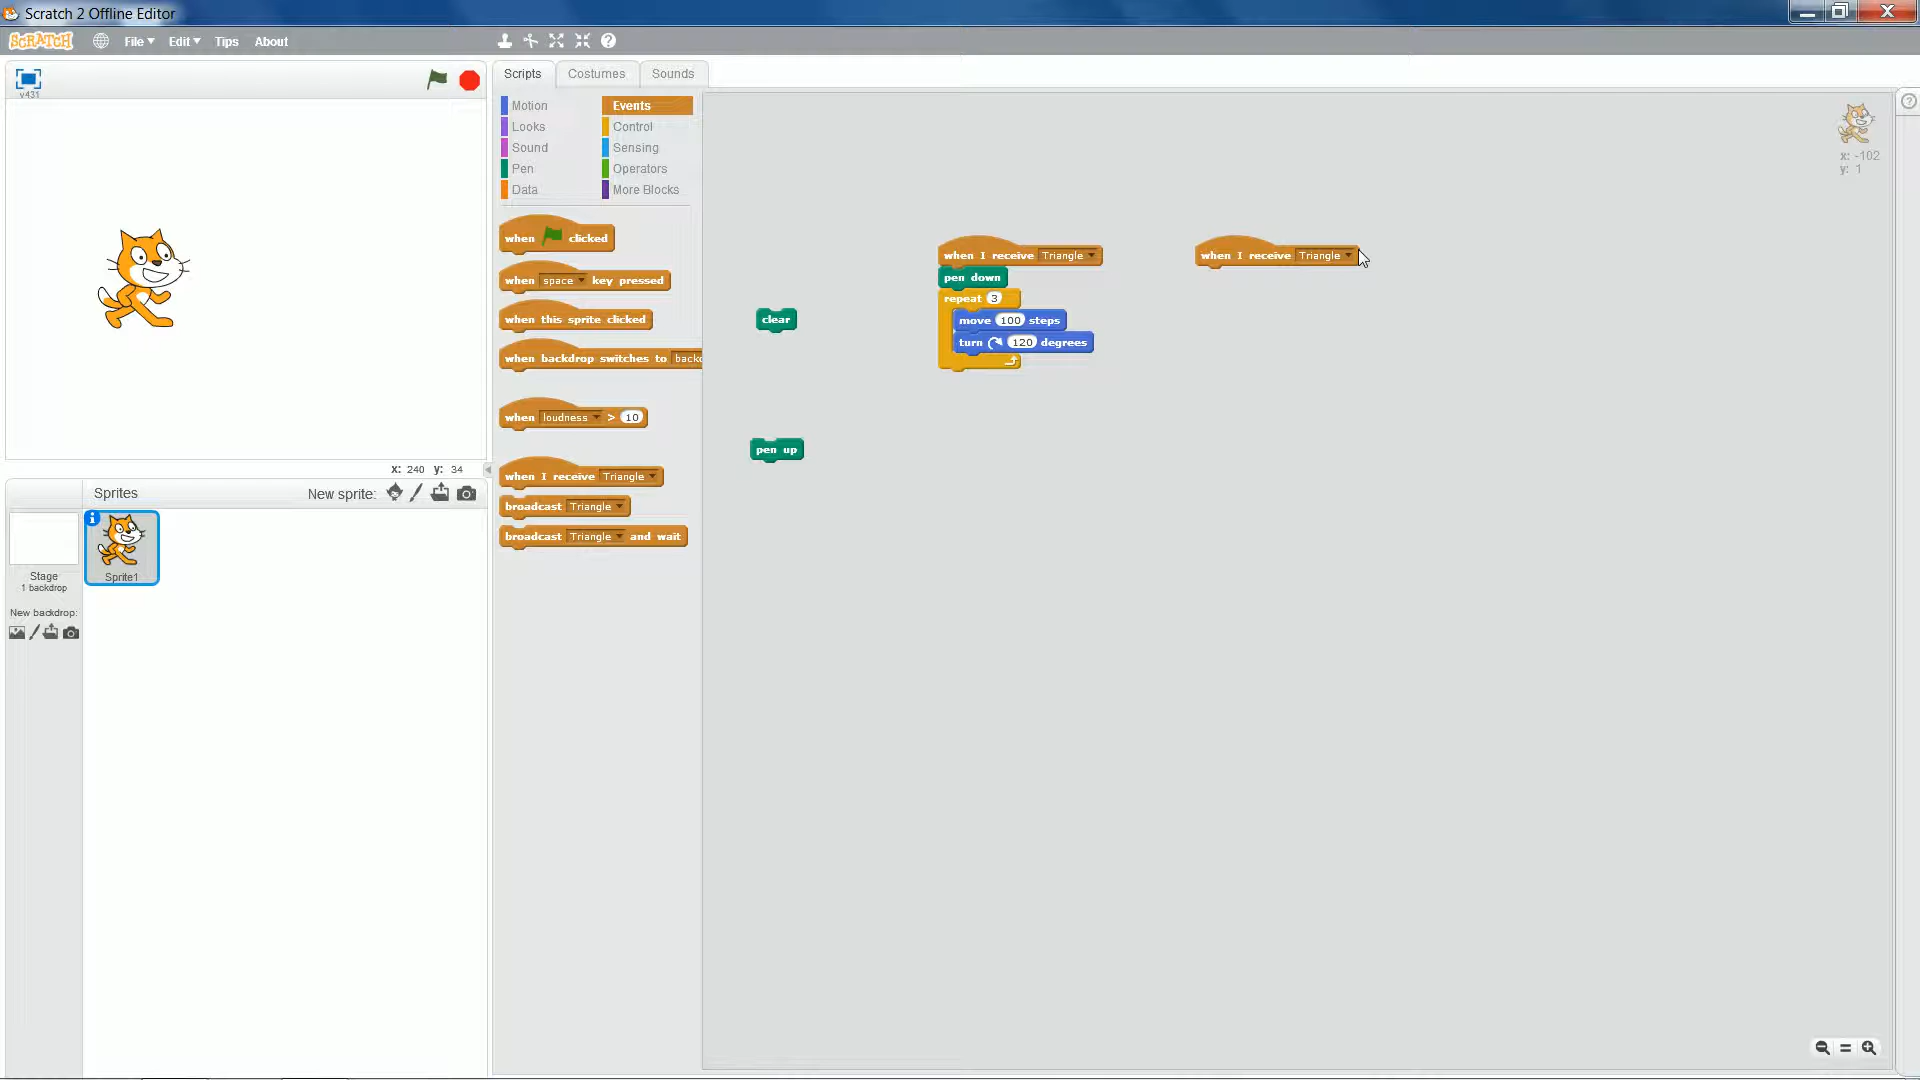 Scratch 2 Offline Editor
SCRATCH File Edit Tips About
v431
Scripts Costumes Sounds
Motion Events
Looks Control
Sound Sensing
Pen Operators
Data More Blocks
when clicked
when space key pressed
when this sprite clicked
when backdrop switches to backd
when loudness > 10
when I receive Triangle
broadcast Triangle
broadcast Triangle and wait
clear
pen up
when I receive Triangle
pen down
repeat 3
move 100 steps
turn 120 degrees
when I receive Triangle
x: -102
y: 1
x: 240 y: 34
Sprites New sprite:
Sprite1
Stage
1 backdrop
New backdrop: